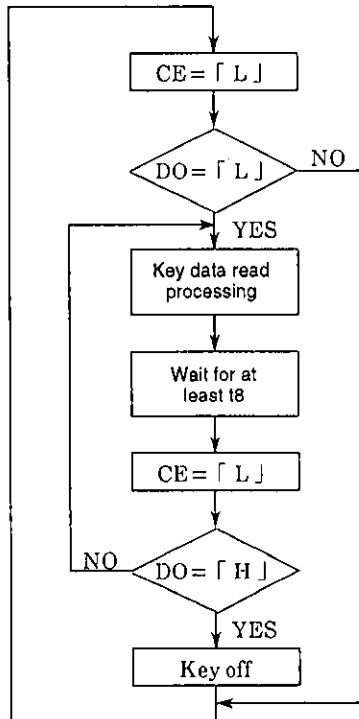 CE=「L」
DO=「L」
NO
YES
Key data read
processing
Wait for at
least t8
CE=「L」
NO
DO=「H」
YES
Key off